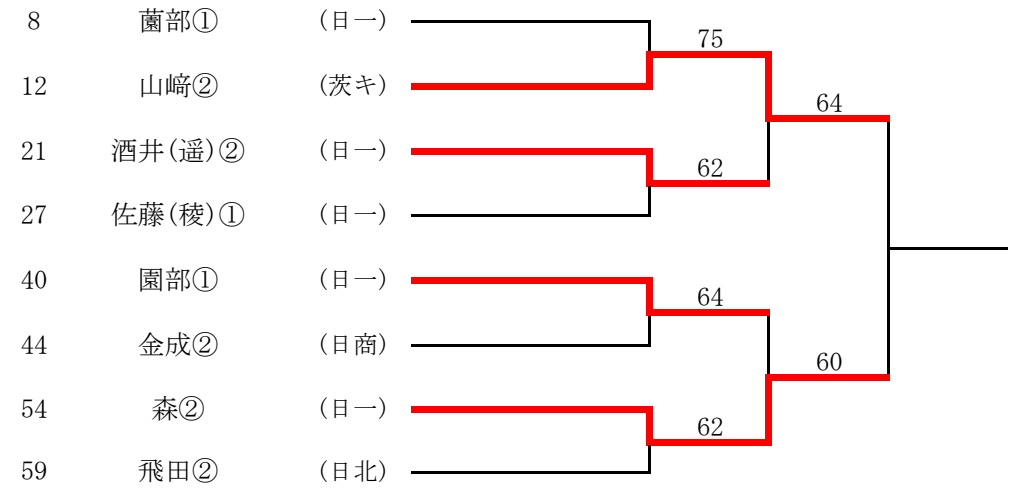 8 薗部① (日一)
75
12 山﨑② (茨キ)
64
21 酒井(遥)② (日一)
62
27 佐藤(稜)① (日一)
40 園部① (日一)
64
44 金成② (日商)
60
54 森② (日一)
62
59 飛田② (日北)